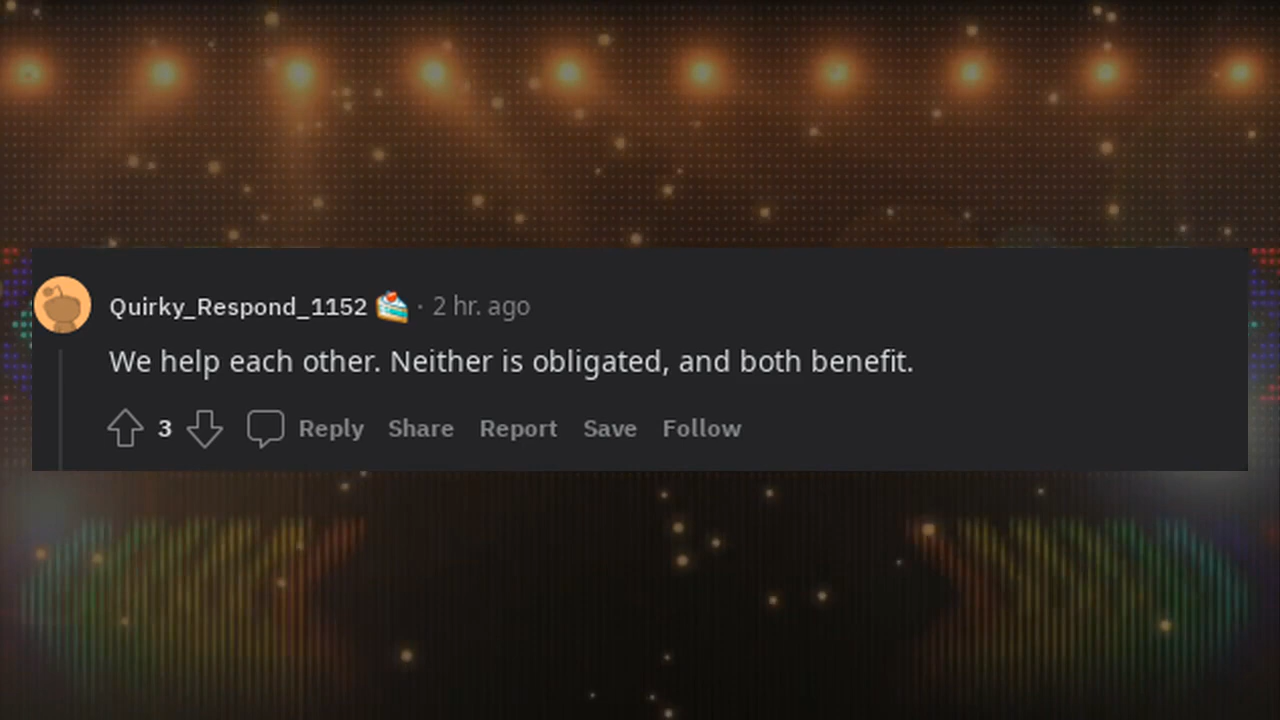 Quirky_Respond_1152 🍰 · 2 hr. ago
We help each other. Neither is obligated, and both benefit.
3 Reply Share Report Save Follow